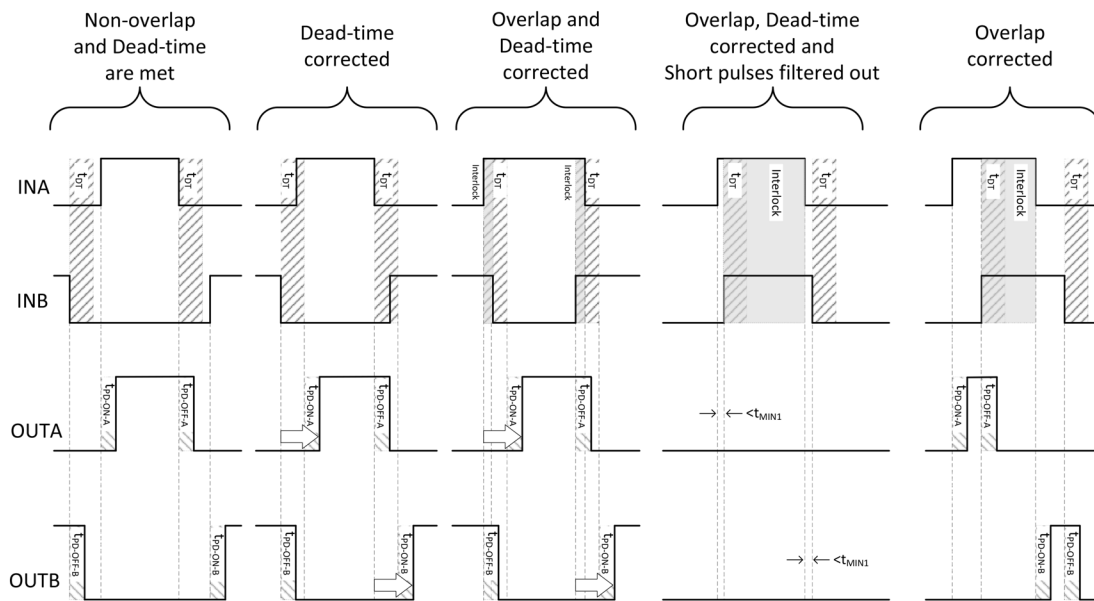 Non-overlap
and Dead-time
are met
Dead-time
corrected
Overlap and
Dead-time
corrected
Overlap, Dead-time
corrected and
Short pulses filtered out
Overlap
corrected
INA
tDT
tDT
tDT
tDT
Interlock
tDT
Interlock
tDT
tDT
Interlock
tDT
tDT
Interlock
tDT
INB
OUTA
tPD-ON-A
tPD-OFF-A
tPD-ON-A
tPD-OFF-A
tPD-ON-A
tPD-OFF-A
<tMIN1
tPD-ON-A
tPD-OFF-A
OUTB
tPD-OFF-B
tPD-ON-B
tPD-OFF-B
tPD-ON-B
tPD-OFF-B
tPD-ON-B
<tMIN1
tPD-ON-B
tPD-OFF-B